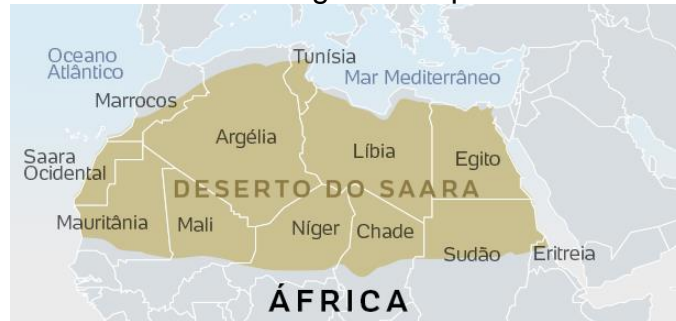 Oceano
Atlântico
Tunísia
Mar Mediterrâneo
Marrocos
Argélia
Líbia
Egito
Saara
Ocidental
DESERTO DO SAARA
Mauritânia
Mali
Níger
Chade
Sudão
Eritreia
ÁFRICA